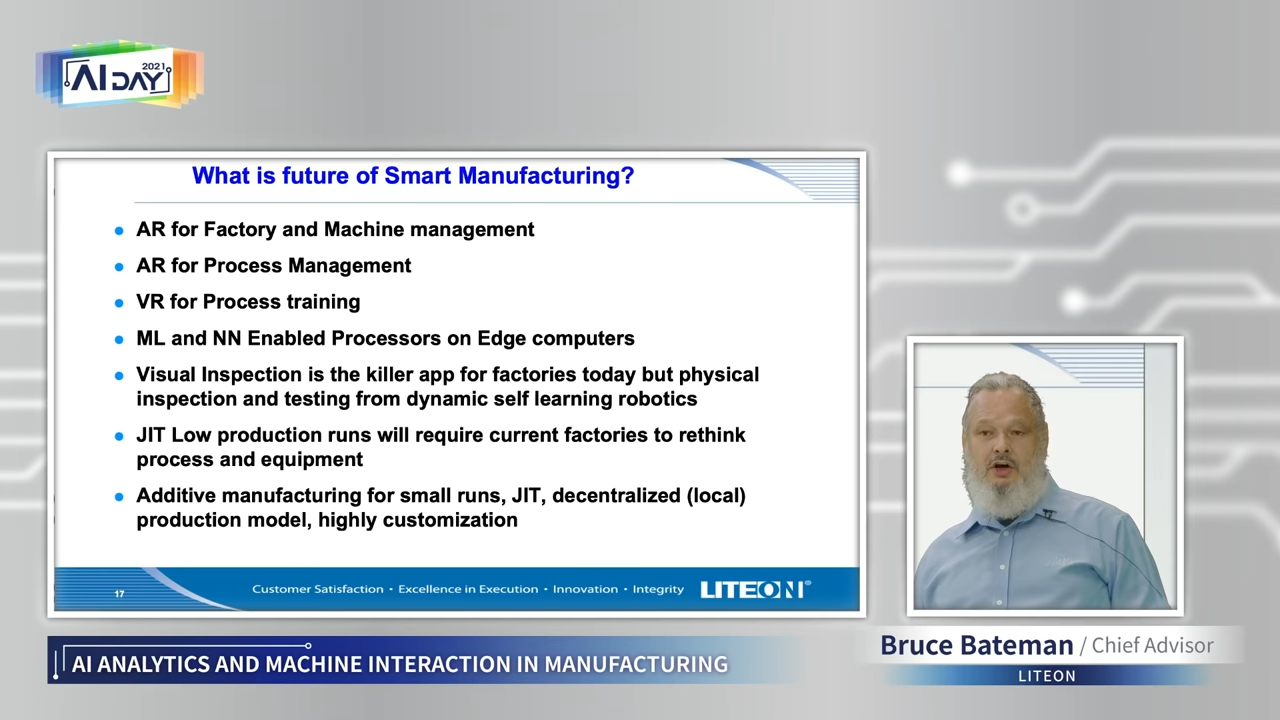 AI DAY 2021
What is future of Smart Manufacturing?
AR for Factory and Machine management
AR for Process Management
VR for Process training
ML and NN Enabled Processors on Edge computers
Visual Inspection is the killer app for factories today but physical
inspection and testing from dynamic self learning robotics
JIT Low production runs will require current factories to rethink
process and equipment
Additive manufacturing for small runs, JIT, decentralized (local)
production model, highly customization
17
Customer Satisfaction • Excellence in Execution • Innovation • Integrity
LITEON®
AI ANALYTICS AND MACHINE INTERACTION IN MANUFACTURING
Bruce Bateman / Chief Advisor
LITEON